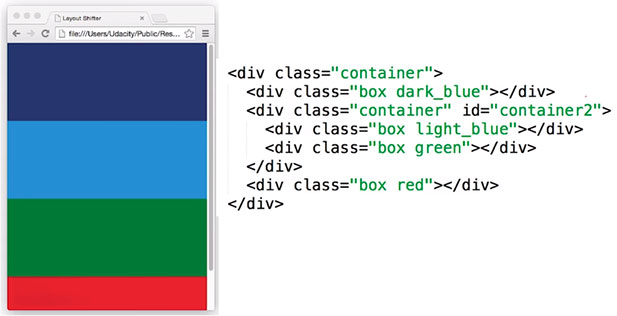 Layout Shifter
file:///Users/Udacity/Public/Res...
<div class="container">
  <div class="box dark_blue"></div>
  <div class="container" id="container2">
    <div class="box light_blue"></div>
    <div class="box green"></div>
  </div>
  <div class="box red"></div>
</div>